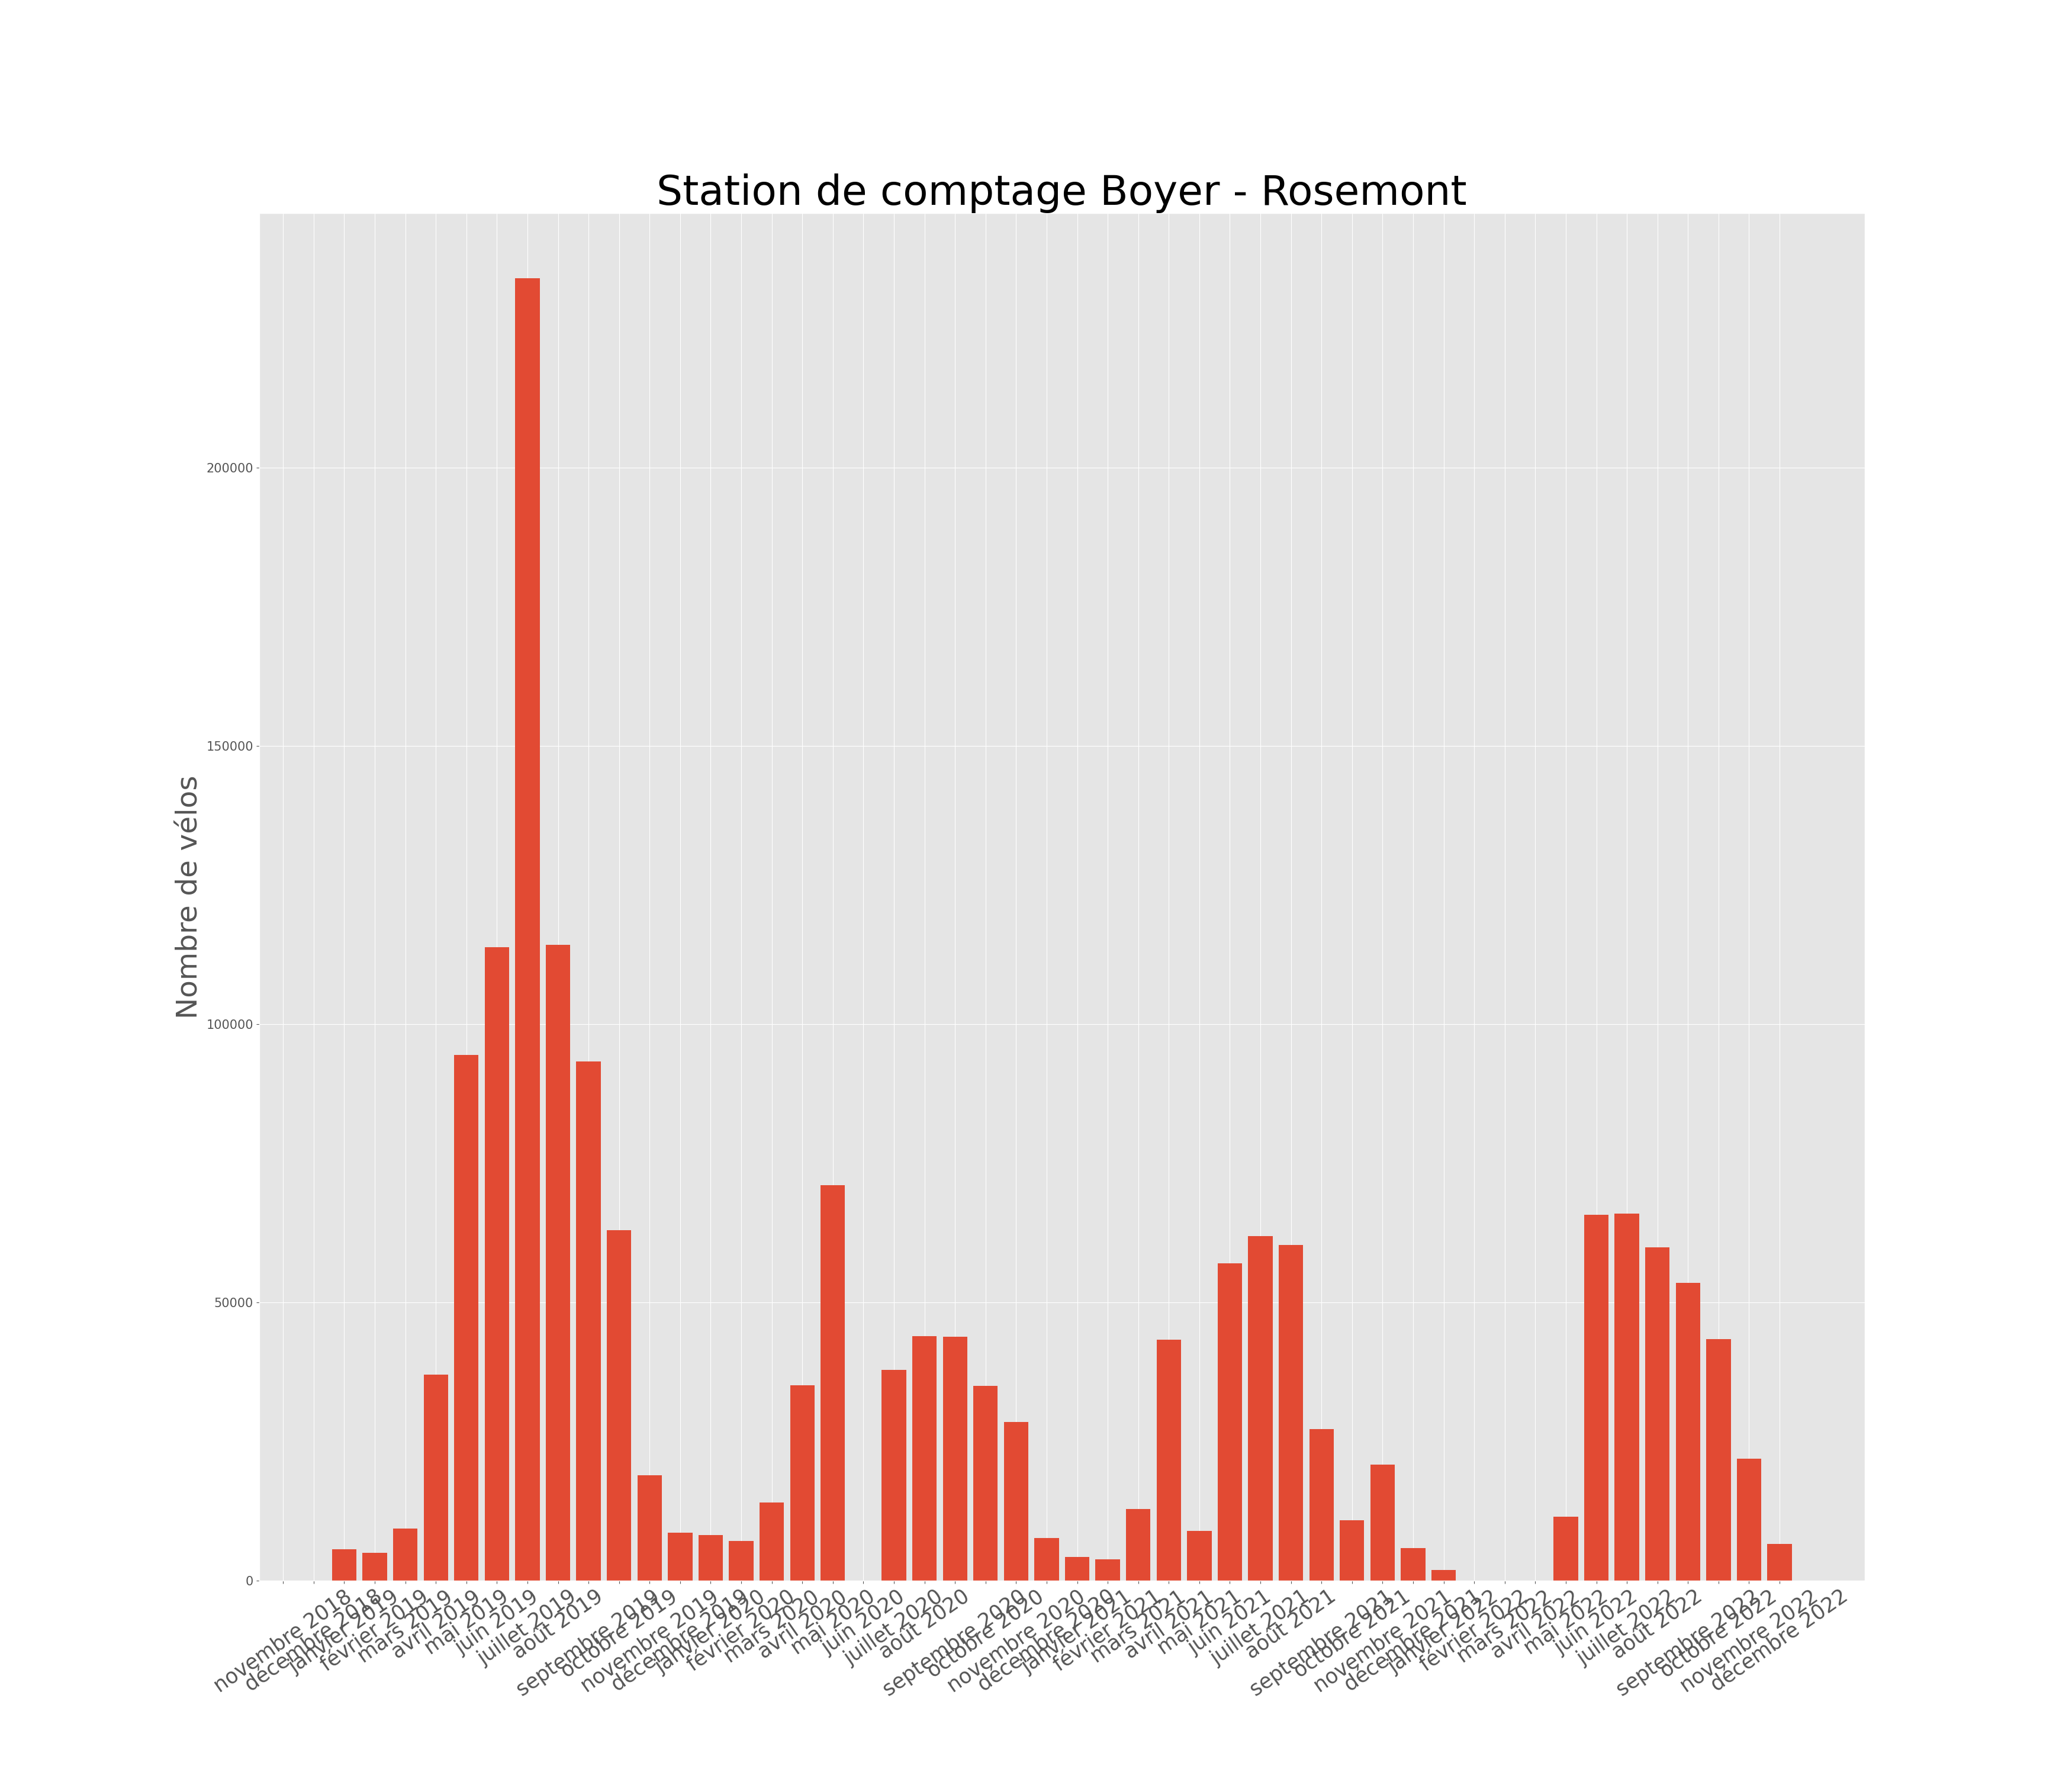 Station de comptage Boyer - Rosemont
Nombre de vélos
200000
150000
100000
50000
0
novembre 2018
décembre 2018
janvier 2019
février 2019
mars 2019
avril 2019
mai 2019
juin 2019
juillet 2019
août 2019
septembre 2019
octobre 2019
novembre 2019
décembre 2019
janvier 2020
février 2020
mars 2020
avril 2020
mai 2020
juin 2020
juillet 2020
août 2020
septembre 2020
octobre 2020
novembre 2020
décembre 2020
janvier 2021
février 2021
mars 2021
avril 2021
mai 2021
juin 2021
juillet 2021
août 2021
septembre 2021
octobre 2021
novembre 2021
décembre 2021
janvier 2022
février 2022
mars 2022
avril 2022
mai 2022
juin 2022
juillet 2022
août 2022
septembre 2022
octobre 2022
novembre 2022
décembre 2022